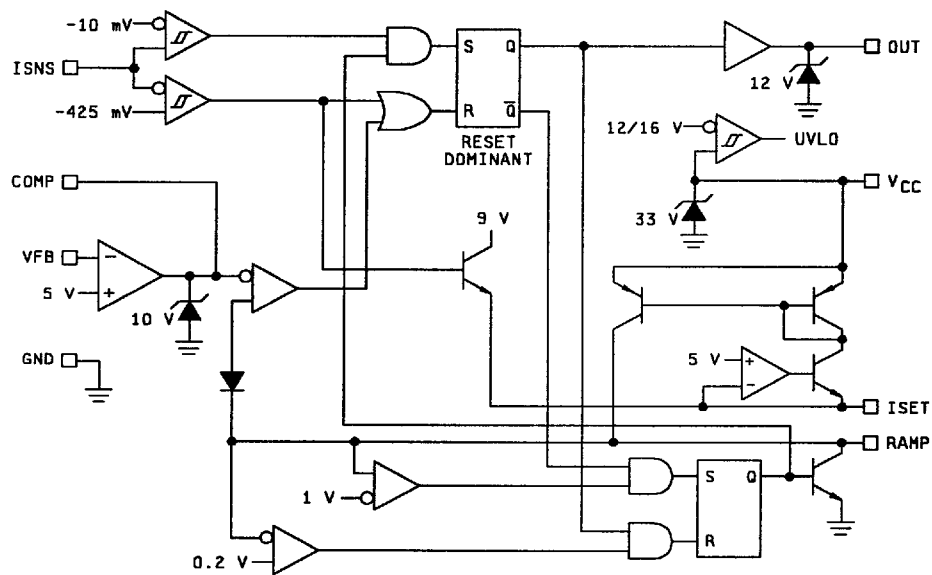 -10 mV
ISNS
-425 mV
S Q
R Q̅
RESET
DOMINANT
OUT
12 V
12/16 V
UVLO
COMP
VCC
33 V
9 V
VFB
-
5 V
+
10 V
GND
5 V
+
-
ISET
RAMP
1 V
S Q
R
0.2 V